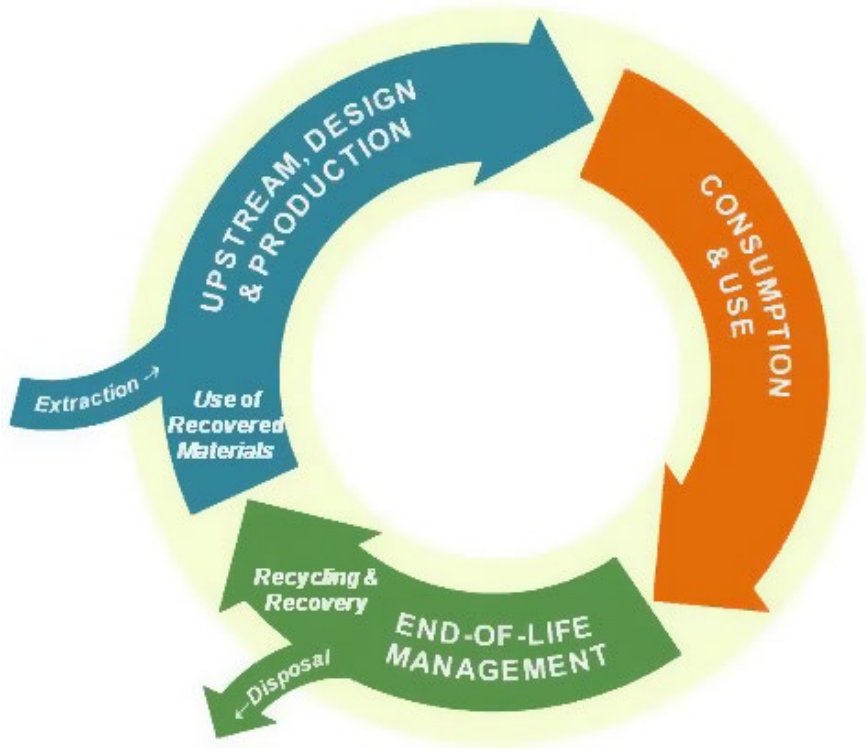 UPSTREAM, DESIGN
& PRODUCTION
CONSUMPTION
& USE
Extraction →
Use of
Recovered
Materials
Recycling &
Recovery
END-OF-LIFE
MANAGEMENT
←Disposal